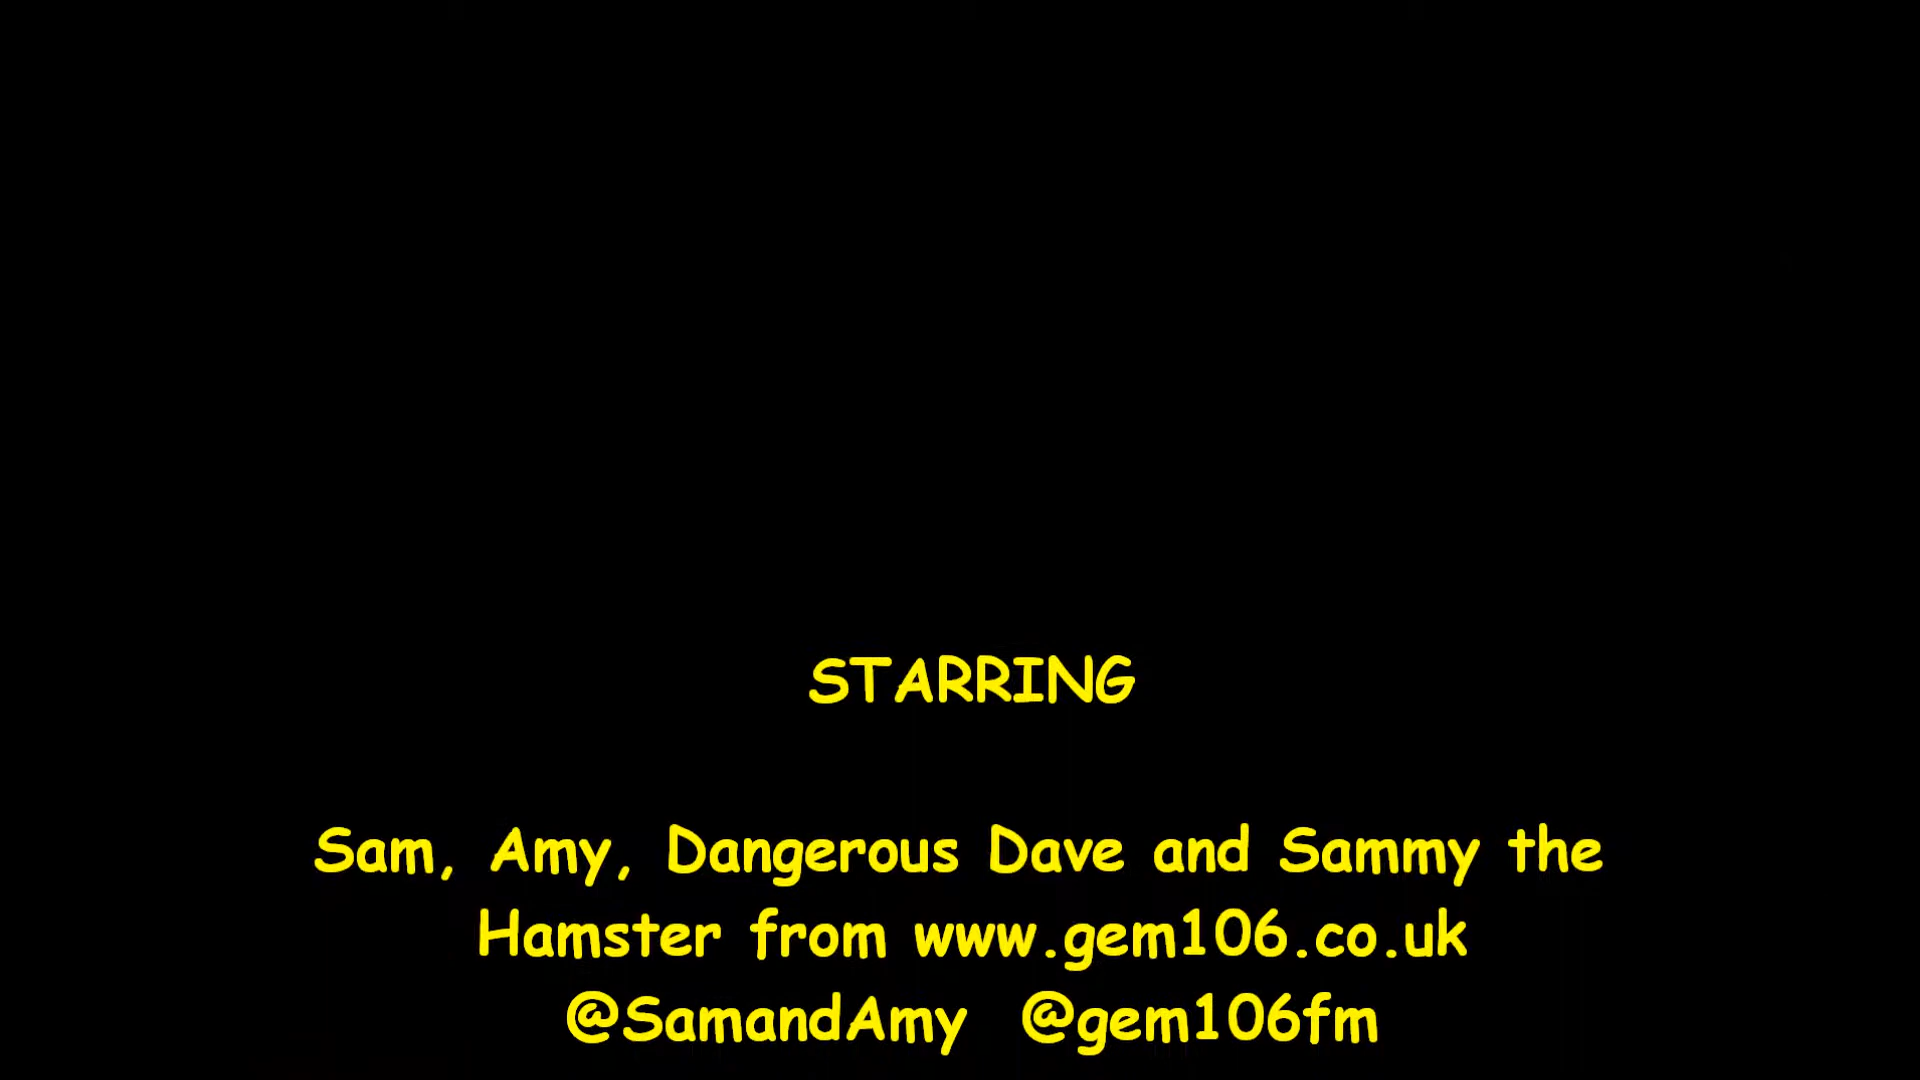 STARRING
Sam, Amy, Dangerous Dave and Sammy the
Hamster from www.gem106.co.uk
@SamandAmy @gem106fm